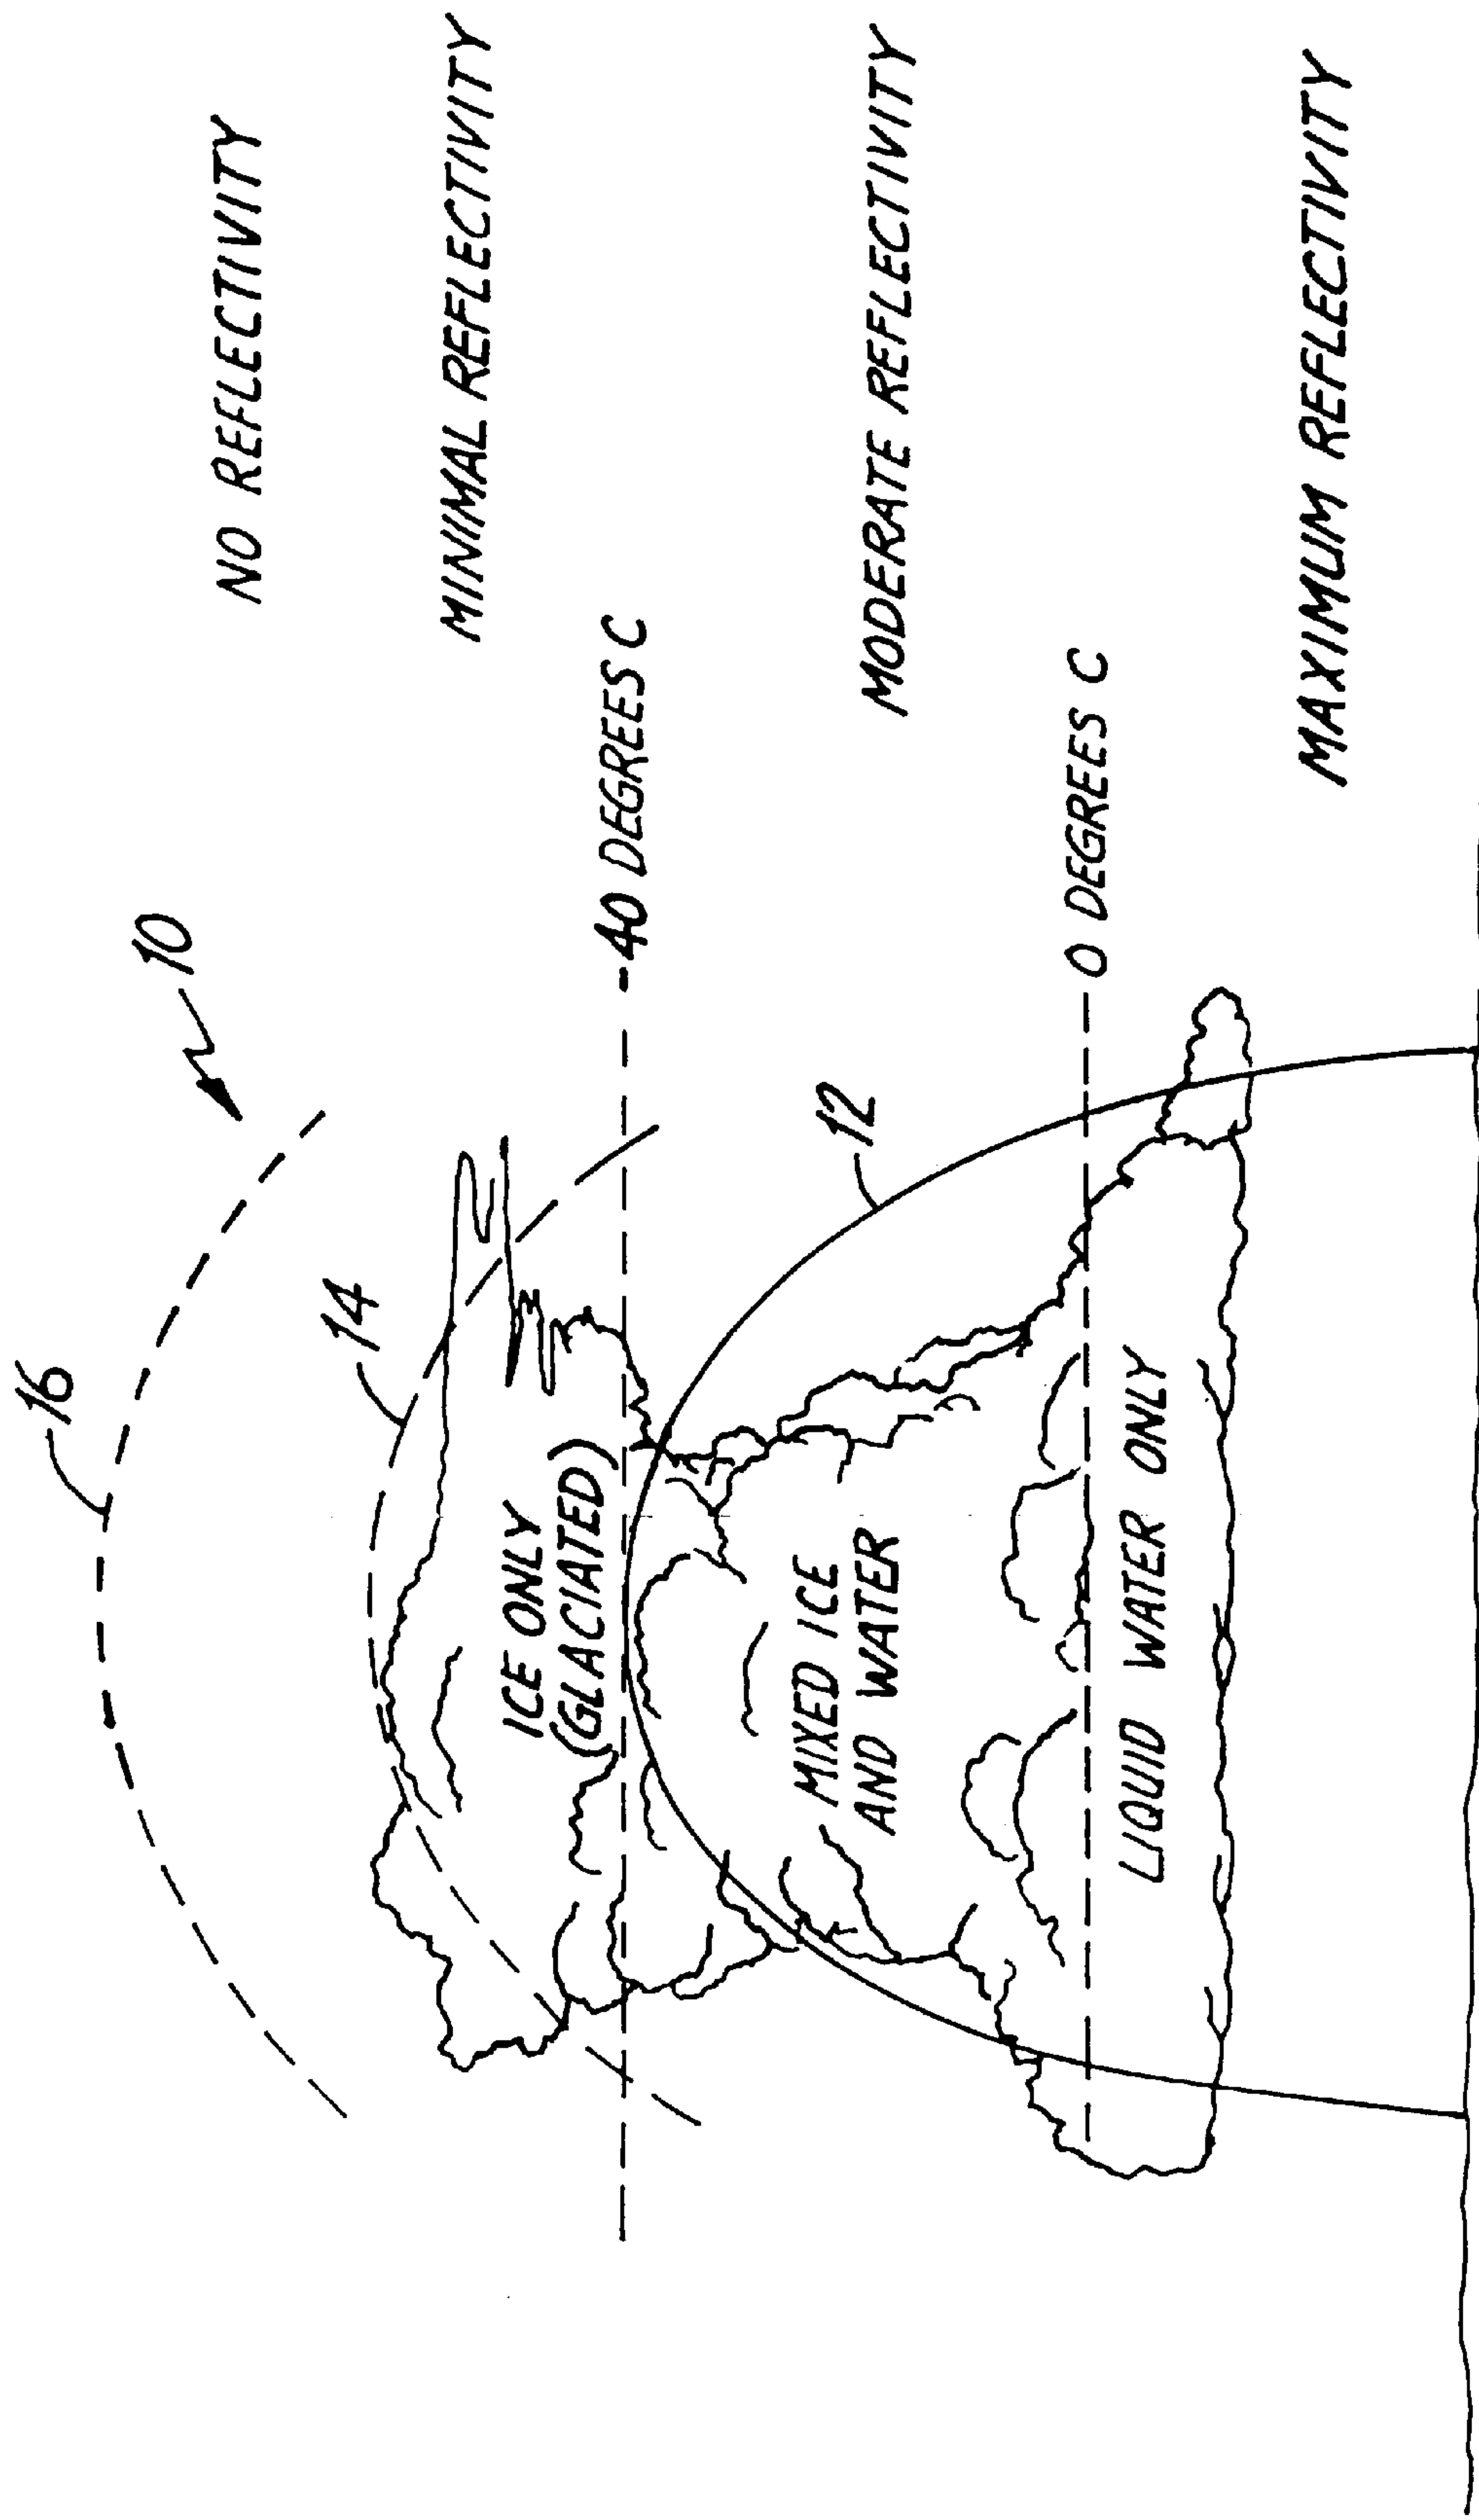 16
10
NO REFLECTIVITY
14
MINIMAL REFLECTIVITY
ICE ONLY
(GLACIATED)
-40 DEGREES C
12
MODERATE REFLECTIVITY
MIXED ICE
AND WATER
0 DEGREES C
LIQUID WATER ONLY
MAXIMUM REFLECTIVITY